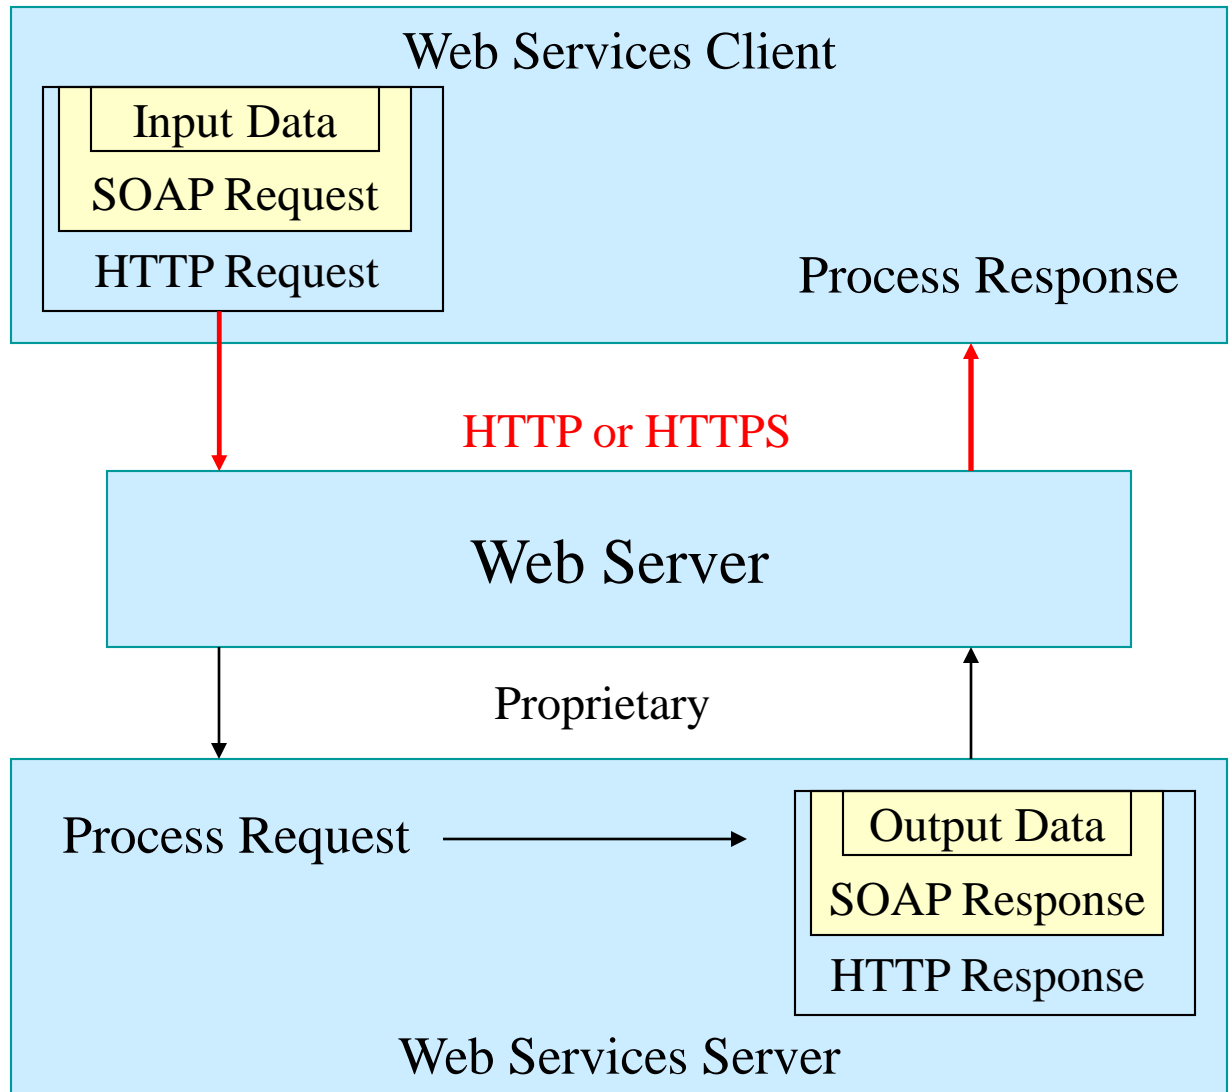 Web Services Client
Input Data
SOAP Request
HTTP Request
Process Response
HTTP or HTTPS
Web Server
Proprietary
Process Request
Output Data
SOAP Response
HTTP Response
Web Services Server